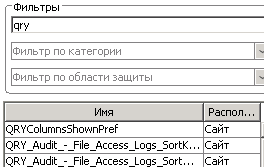 Фильтры
qry
Фильтр по категории
Фильтр по области защиты
Имя Распол...
QRYColumnsShownPref Сайт
QRY_Audit_-_File_Access_Logs_SortK... Сайт
QRY_Audit_-_File_Access_Logs_Sort... Сайт